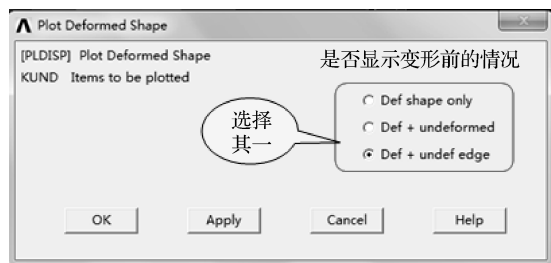 Plot Deformed Shape
[PLDISP] Plot Deformed Shape
是否显示变形前的情况
KUND Items to be plotted
Def shape only
选择
其一
Def + undeformed
Def + undef edge
OK Apply Cancel Help